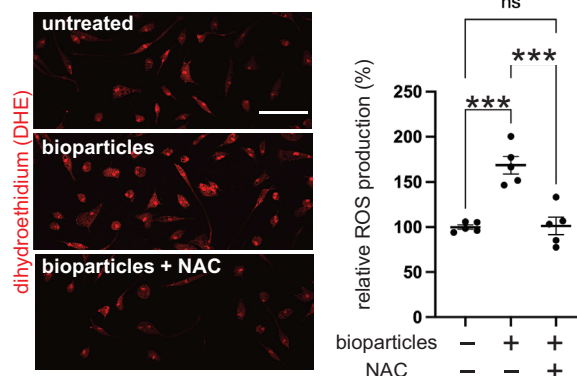 untreated
bioparticles
bioparticles + NAC
dihydroethidium (DHE)
ns
***
***
relative ROS production (%)
250
200
150
100
50
0
bioparticles − + +
NAC − − +